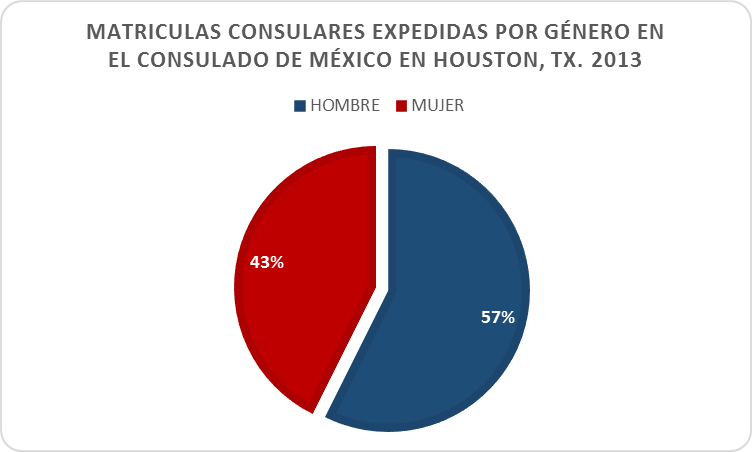 MATRICULAS CONSULARES EXPEDIDAS POR GÉNERO EN
EL CONSULADO DE MÉXICO EN HOUSTON, TX. 2013
HOMBRE MUJER
43%
57%